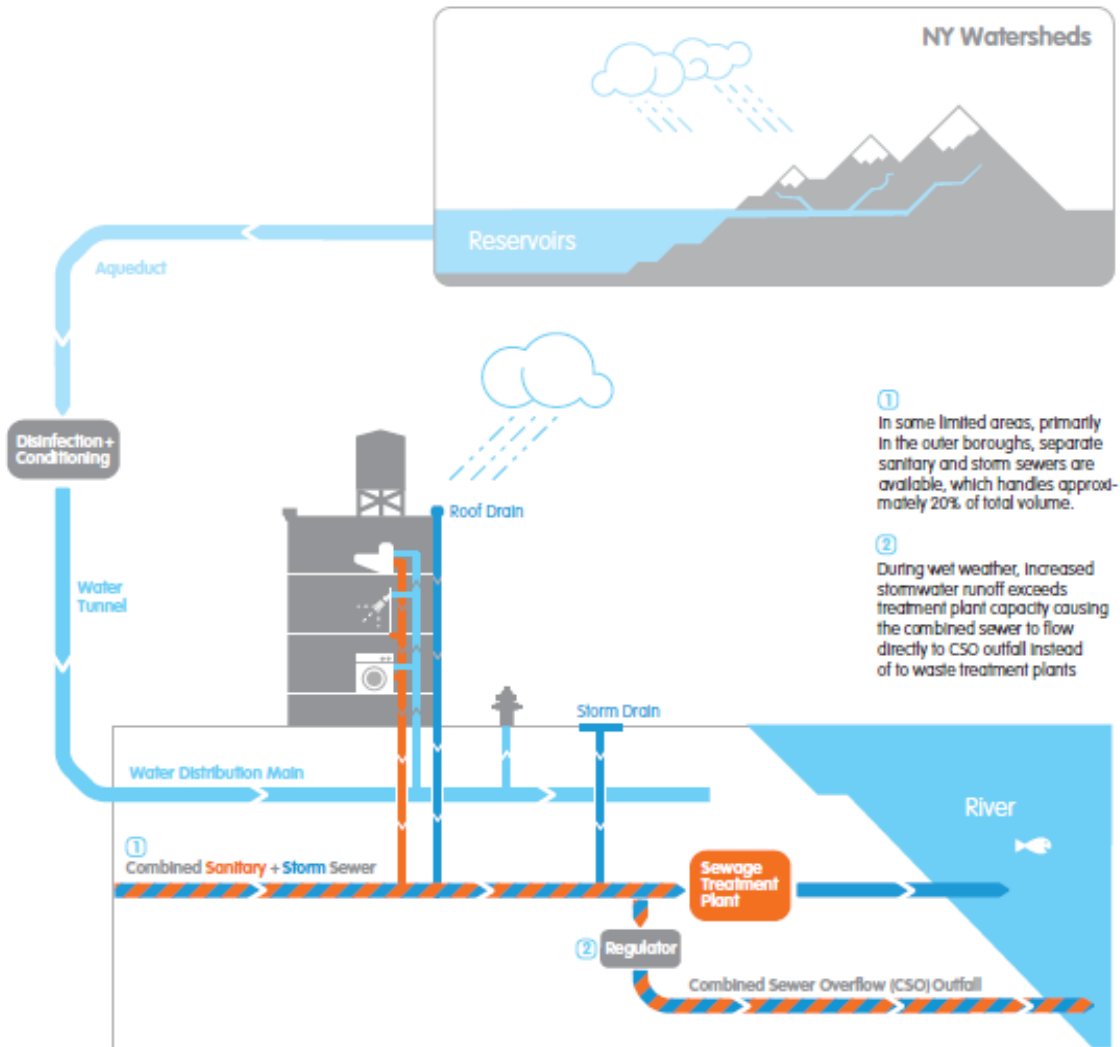 NY Watersheds
Reservoirs
Aqueduct
Disinfection +
Conditioning
Roof Drain
1
In some limited areas, primarily
in the outer boroughs, separate
sanitary and storm sewers are
available, which handles approxi-
mately 20% of total volume.
2
During wet weather, increased
stormwater runoff exceeds
treatment plant capacity causing
the combined sewer to flow
directly to CSO outfall instead
of to waste treatment plants
Water
Tunnel
Storm Drain
Water Distribution Main
River
1
Combined Sanitary + Storm Sewer
Sewage
Treatment
Plant
2
Regulator
Combined Sewer Overflow (CSO) Outfall